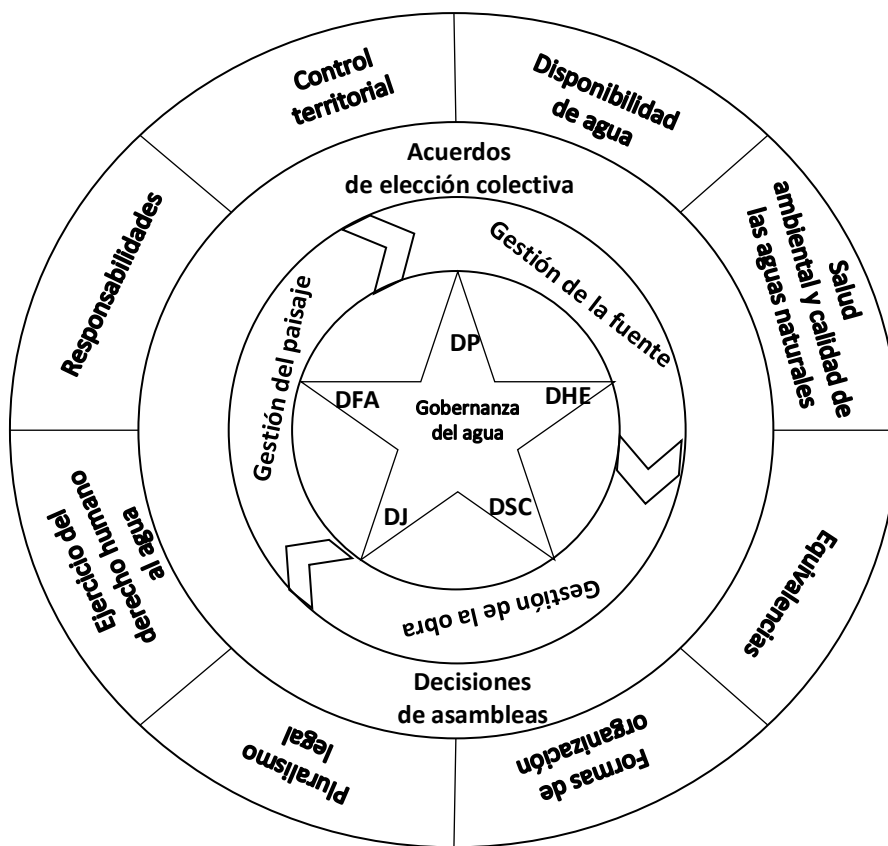 Control
territorial
Disponibilidad
de agua
Salud
ambiental y calidad de
las aguas naturales
Equivalencias
Formas de
organización
Pluralismo
legal
Ejercicio del
derecho humano
al agua
Responsabilidades
Acuerdos
de elección colectiva
Gestión de la fuente
Gestión de la obra
Gestión del paisaje
Decisiones
de asambleas
DP
DHE
DSC
DJ
DFA
Gobernanza
del agua